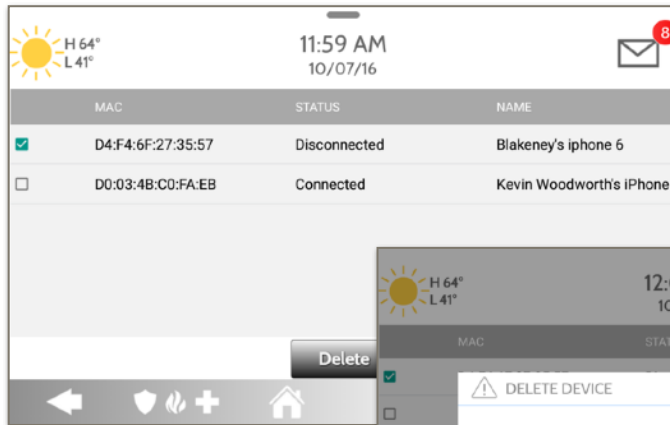 H 64°
L 41°
11:59 AM
10/07/16
8
MAC STATUS NAME
D4:F4:6F:27:35:57 Disconnected Blakeney's iphone 6
D0:03:4B:C0:FA:EB Connected Kevin Woodworth's iPhone
Delete
H 64°
L 41°
MAC
DELETE DEVICE